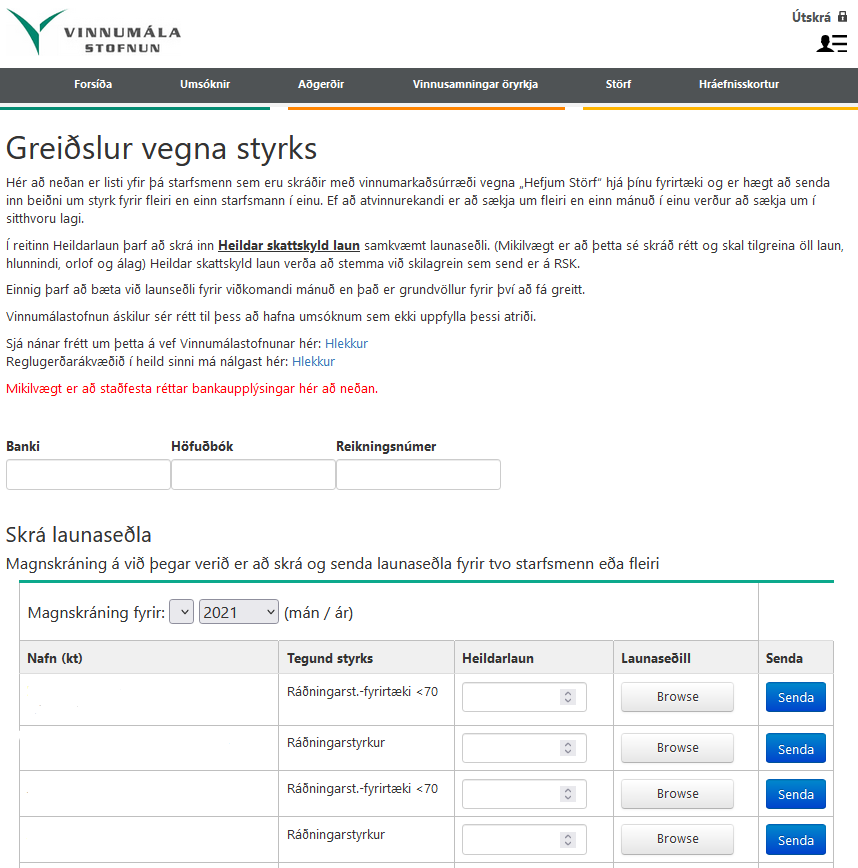 VINNUMÁLA
STOFNUN
Útskrá
Forsíða Umsóknir Aðgerðir Vinnusamningar öryrkja Störf Hráefnisskortur
Greiðslur vegna styrks
Hér að neðan er listi yfir þá starfsmenn sem eru skráðir með vinnumarkaðsúrræði vegna „Hefjum Störf“ hjá þínu fyrirtæki og er hægt að senda
inn beiðni um styrk fyrir fleiri en einn starfsmann í einu. Ef að atvinnurekandi er að sækja um fleiri en einn mánuð í einu verður að sækja um í
sitthvoru lagi.
Í reitinn Heildarlaun þarf að skrá inn Heildar skattskyld laun samkvæmt launaseðli. (Mikilvægt er að þetta sé skráð rétt og skal tilgreina öll laun,
hlunnindi, orlof og álag) Heildar skattskyld laun verða að stemma við skilagrein sem send er á RSK.
Einnig þarf að bæta við launseðli fyrir viðkomandi mánuð en það er grundvöllur fyrir því að fá greitt.
Vinnumálastofnun áskilur sér rétt til þess að hafna umsóknum sem ekki uppfylla þessi atriði.
Sjá nánar frétt um þetta á vef Vinnumálastofnunar hér: Hlekkur
Reglugerðarákvæðið í heild sinni má nálgast hér: Hlekkur
Mikilvægt er að staðfesta réttar bankaupplýsingar hér að neðan.
Banki Höfuðbók Reikningsnúmer
Skrá launaseðla
Magnskráning á við þegar verið er að skrá og senda launaseðla fyrir tvo starfsmenn eða fleiri
Magnskráning fyrir: 2021 (mán / ár)
Nafn (kt) Tegund styrks Heildarlaun Launaseðill Senda
Ráðningarst.-fyrirtæki <70 Browse Senda
Ráðningarstyrkur Browse Senda
Ráðningarst.-fyrirtæki <70 Browse Senda
Ráðningarstyrkur Browse Senda